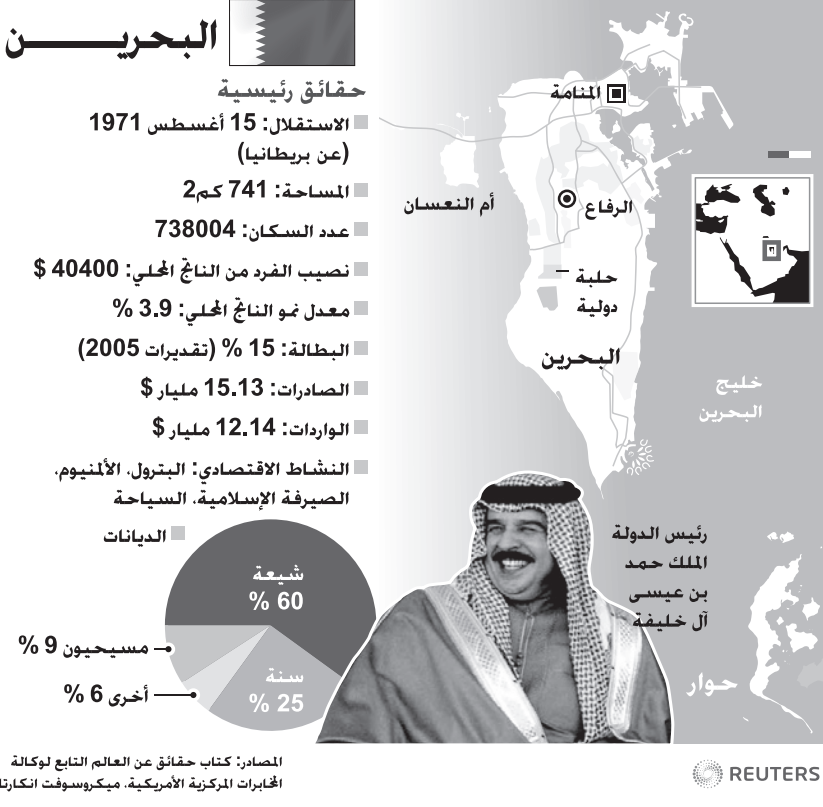 البحريـــــن
حقائق رئيسية
الاستقلال: 15 أغسطس 1971
(عن بريطانيا)
المساحة: 741 كم2
عدد السكان: 738004
نصيب الفرد من الناتج المحلي: 40400 $
معدل نمو الناتج المحلي: 3.9 %
البطالة: 15 % (تقديرات 2005)
الصادرات: 15.13 مليار $
الواردات: 12.14 مليار $
النشاط الاقتصادي: البترول، الألمنيوم،
الصيرفة الإسلامية، السياحة
الديانات
شيعة
60 %
سنة
25 %
مسيحيون 9 %
أخرى 6 %
المنامة
أم النعسان
الرفاع
حلبة
دولية
البحرين
خليج
البحرين
رئيس الدولة
الملك حمد
بن عيسى
آل خليفة
حوار
المصادر: كتاب حقائق عن العالم التابع لوكالة
المخابرات المركزية الأمريكية، ميكروسوفت انكارتا
REUTERS